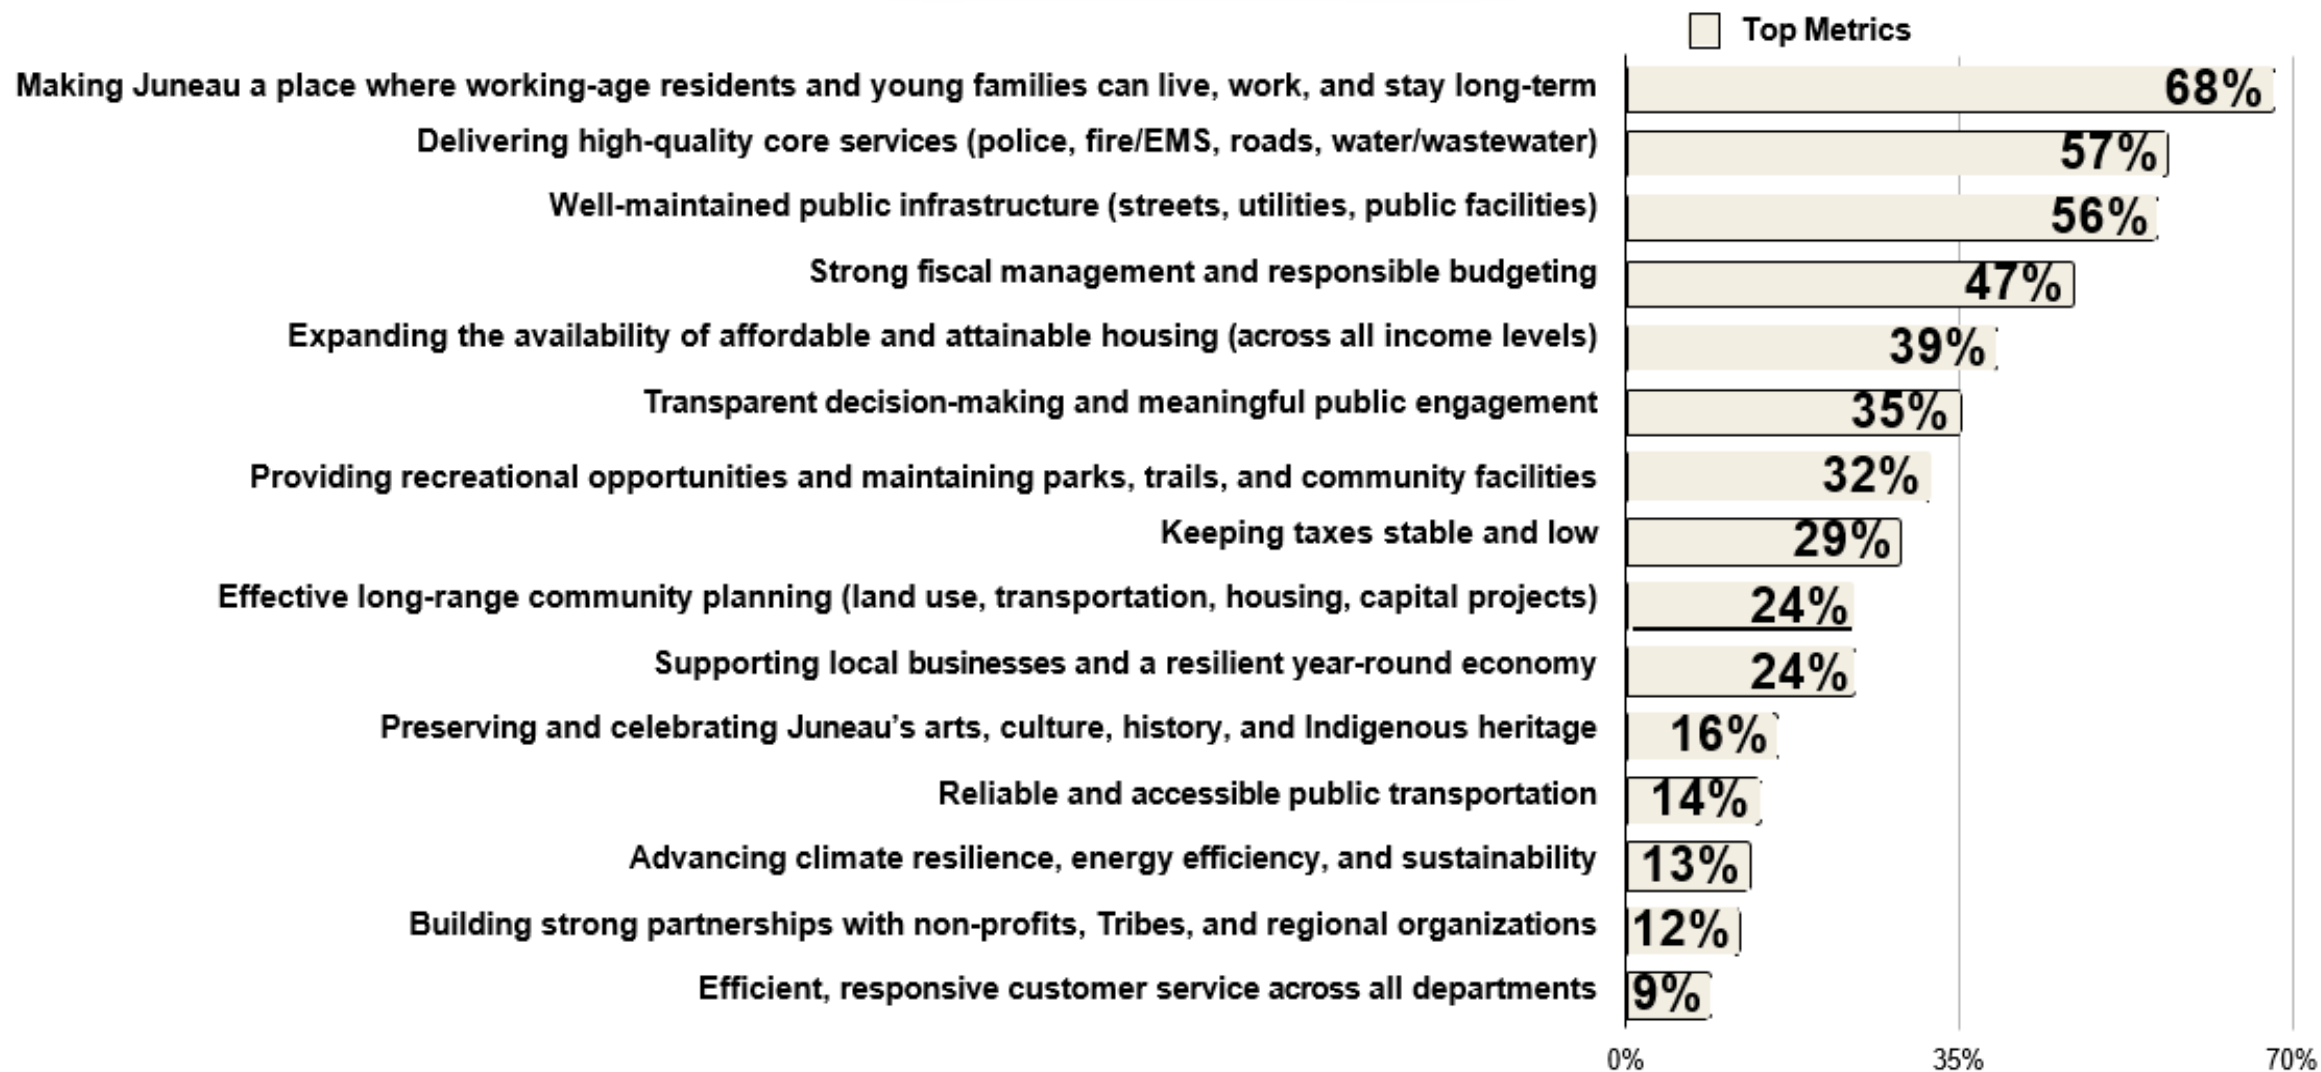 Top Metrics
Making Juneau a place where working-age residents and young families can live, work, and stay long-term 68%
Delivering high-quality core services (police, fire/EMS, roads, water/wastewater) 57%
Well-maintained public infrastructure (streets, utilities, public facilities) 56%
Strong fiscal management and responsible budgeting 47%
Expanding the availability of affordable and attainable housing (across all income levels) 39%
Transparent decision-making and meaningful public engagement 35%
Providing recreational opportunities and maintaining parks, trails, and community facilities 32%
Keeping taxes stable and low 29%
Effective long-range community planning (land use, transportation, housing, capital projects) 24%
Supporting local businesses and a resilient year-round economy 24%
Preserving and celebrating Juneau's arts, culture, history, and Indigenous heritage 16%
Reliable and accessible public transportation 14%
Advancing climate resilience, energy efficiency, and sustainability 13%
Building strong partnerships with non-profits, Tribes, and regional organizations 12%
Efficient, responsive customer service across all departments 9%
0% 35% 70%